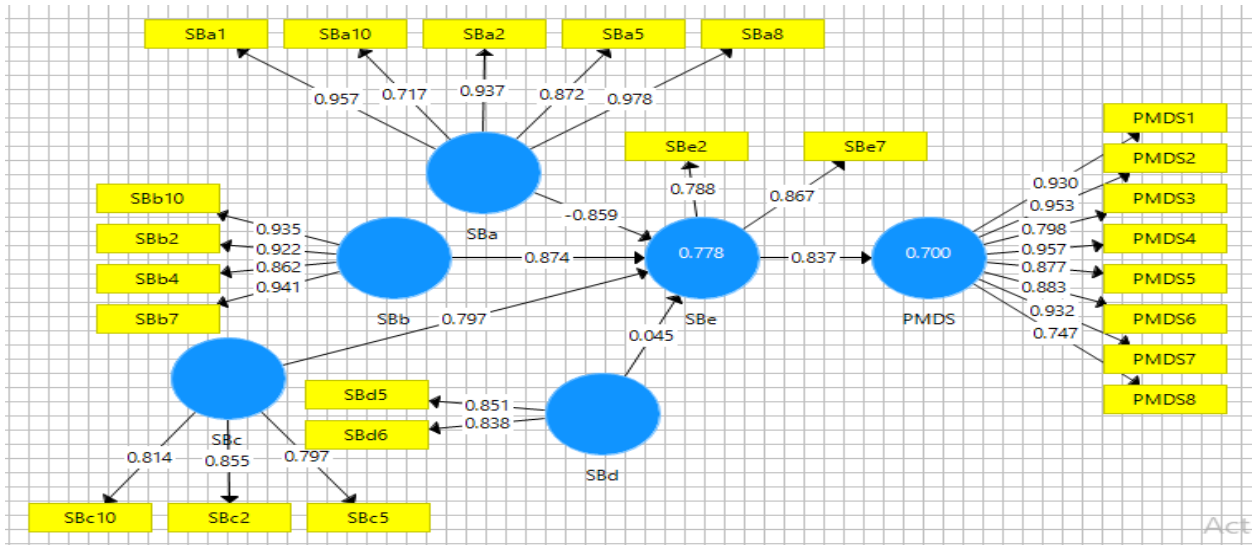 SBa1 SBa10 SBa2 SBa5 SBa8
0.957 0.717 0.937 0.872 0.978
SBa
SBe2 SBe7
0.788 0.867
PMDS1
PMDS2
PMDS3
PMDS4
PMDS5
PMDS6
PMDS7
PMDS8
0.930
0.953
0.798
0.957
0.877
0.883
0.932
0.747
SBb10
SBb2
SBb4
SBb7
0.935
0.922
0.862
0.941
SBb
-0.859
0.874
0.778
SBe
0.837
0.700
PMDS
0.797
0.045
SBd5
SBd6
0.851
0.838
SBd
SBc
0.814 0.855 0.797
SBc10 SBc2 SBc5
Act